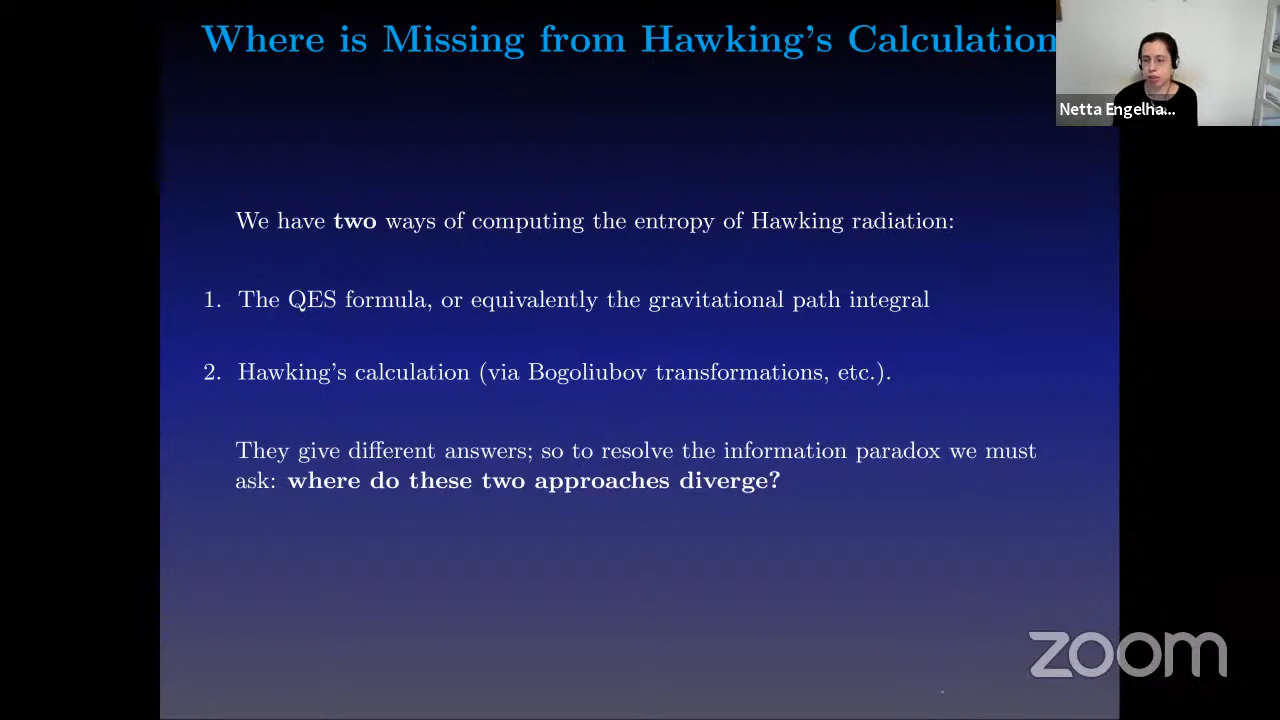 Where is Missing from Hawking's Calculation
Netta Engelha...
We have two ways of computing the entropy of Hawking radiation:
1. The QES formula, or equivalently the gravitational path integral
2. Hawking's calculation (via Bogoliubov transformations, etc.).
They give different answers; so to resolve the information paradox we must
ask: where do these two approaches diverge?
zoom